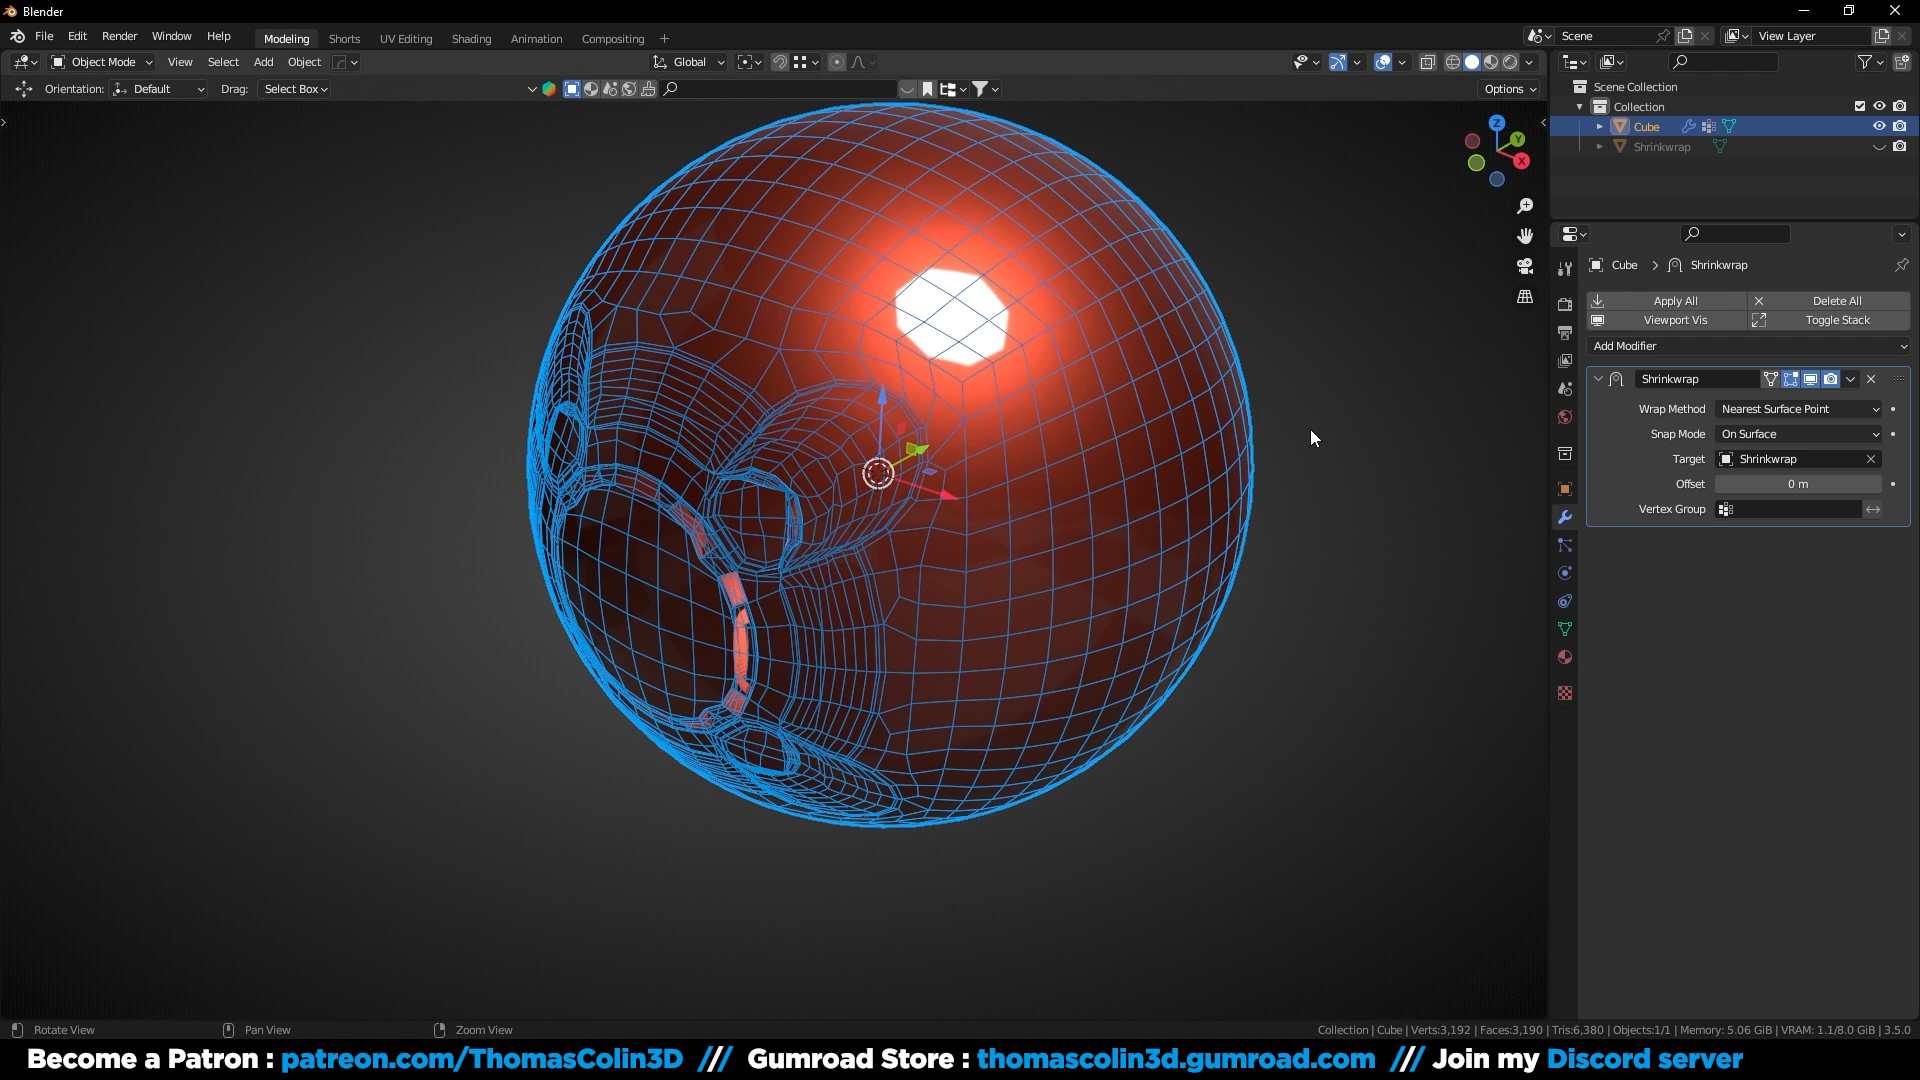 Blender
File Edit Render Window Help Modeling Shorts UV Editing Shading Animation Compositing + Scene View Layer
Object Mode View Select Add Object Global
Orientation: Default Drag: Select Box Options
Scene Collection
Collection
Cube
Shrinkwrap
Z
Y
X
Cube Shrinkwrap
Apply All Delete All
Viewport Vis Toggle Stack
Add Modifier
Shrinkwrap
Wrap Method Nearest Surface Point
Snap Mode On Surface
Target Shrinkwrap
Offset 0 m
Vertex Group
Rotate View Pan View Zoom View Collection | Cube | Verts:3,192 | Faces:3,190 | Tris:6,380 | Objects:1/1 | Memory: 5.06 GiB | VRAM: 1.1/8.0 GiB | 3.5.0
Become a Patron : patreon.com/ThomasColin3D /// Gumroad Store : thomascolin3d.gumroad.com /// Join my Discord server